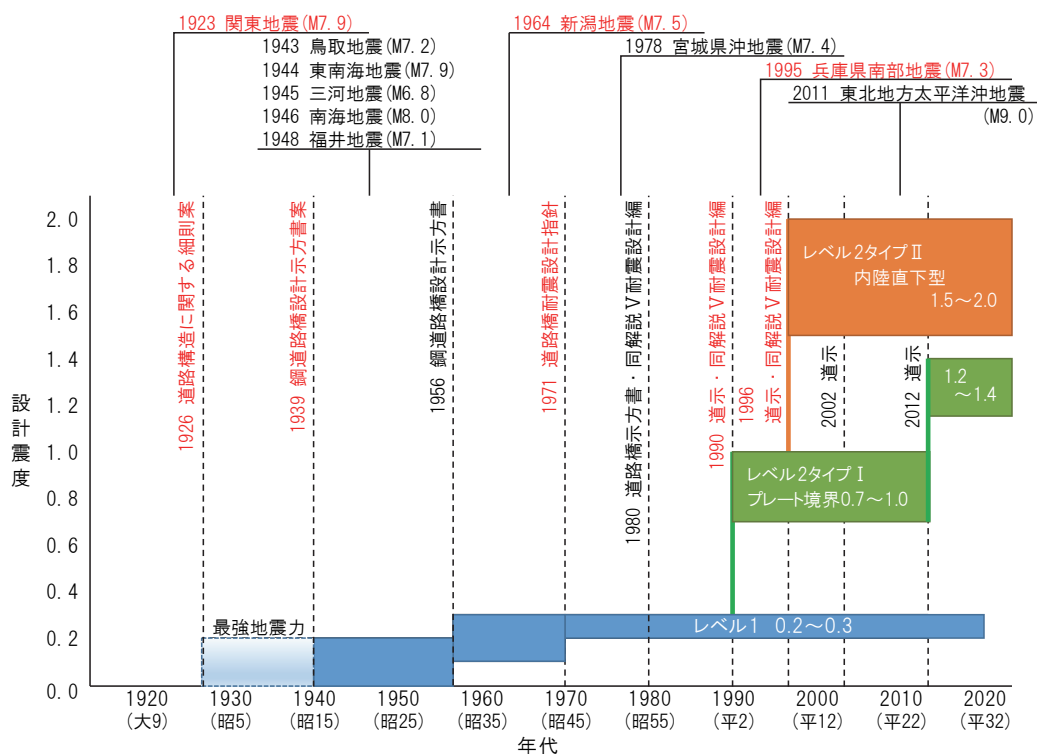 1923 関東地震(M7.9)
1943 鳥取地震(M7.2)
1944 東南海地震(M7.9)
1945 三河地震(M6.8)
1946 南海地震(M8.0)
1948 福井地震(M7.1)
1964 新潟地震(M7.5)
1978 宮城県沖地震(M7.4)
1995 兵庫県南部地震(M7.3)
2011 東北地方太平洋沖地震
(M9.0)
1926 道路構造に関する細則案
1939 鋼道路橋設計示方書案
1956 鋼道路橋設計示方書
1971 道路橋耐震設計指針
1980 道路橋示方書・同解説Ⅴ耐震設計編
1990 道示・同解説Ⅴ耐震設計編
1996
道示・同解説Ⅴ耐震設計編
2002 道示
2012 道示
レベル2タイプⅡ
内陸直下型
1.5～2.0
1.2
～1.4
レベル2タイプⅠ
プレート境界0.7～1.0
最強地震力
レベル1 0.2～0.3
設計震度
2.0
1.8
1.6
1.4
1.2
1.0
0.8
0.6
0.4
0.2
0.0
1920 1930 1940 1950 1960 1970 1980 1990 2000 2010 2020
(大9) (昭5) (昭15) (昭25) (昭35) (昭45) (昭55) (平2) (平12) (平22) (平32)
年代